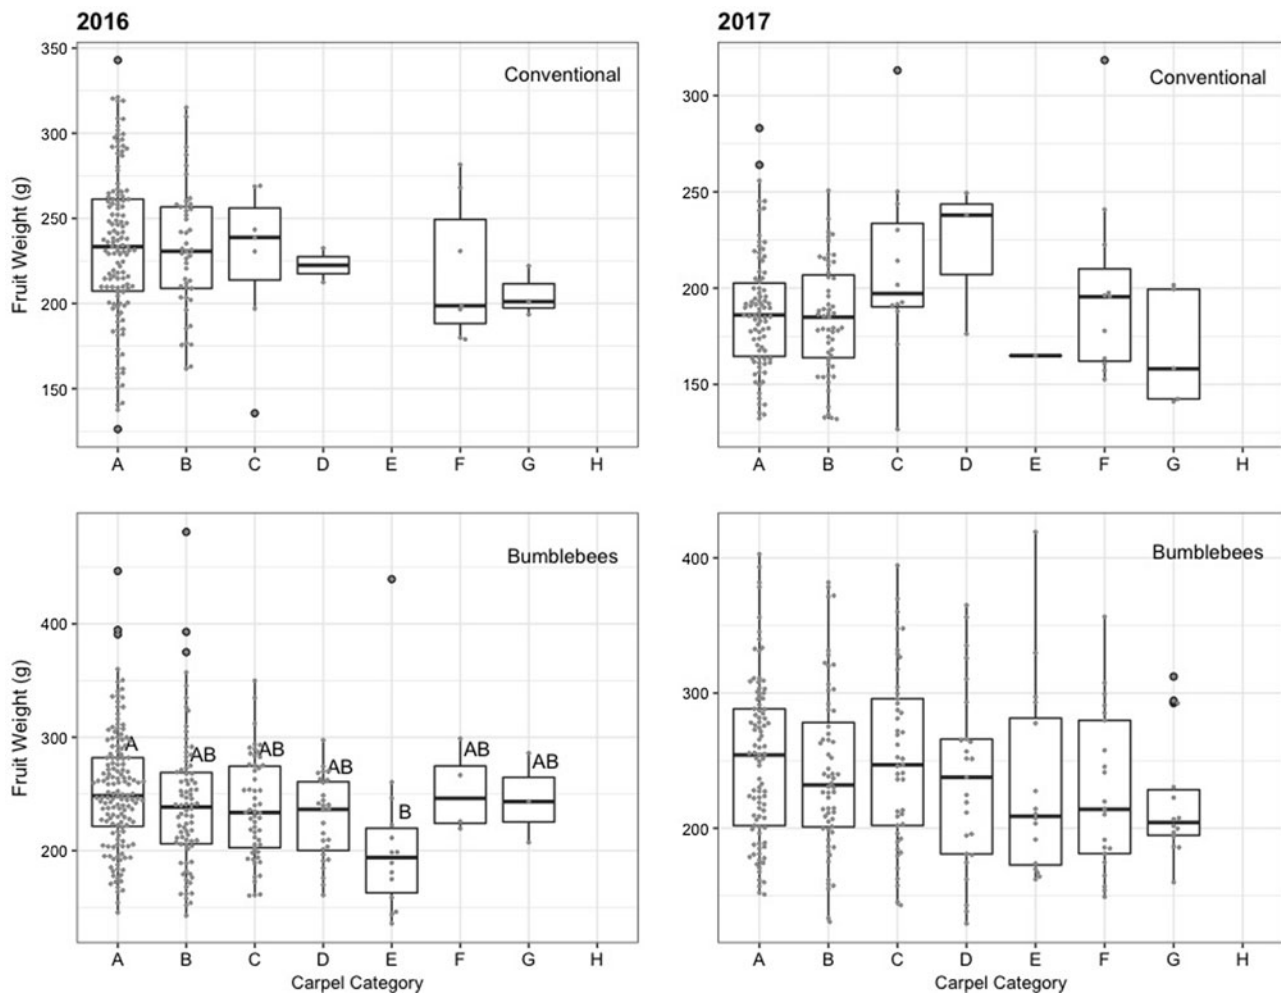 2016
2017
Fruit Weight (g)
350
300
250
200
150
Conventional
A B C D E F G H
300
250
200
150
Conventional
A B C D E F G H
Fruit Weight (g)
400
300
200
Bumblebees
A AB AB AB B AB AB
A B C D E F G H
Carpel Category
400
300
200
Bumblebees
A B C D E F G H
Carpel Category